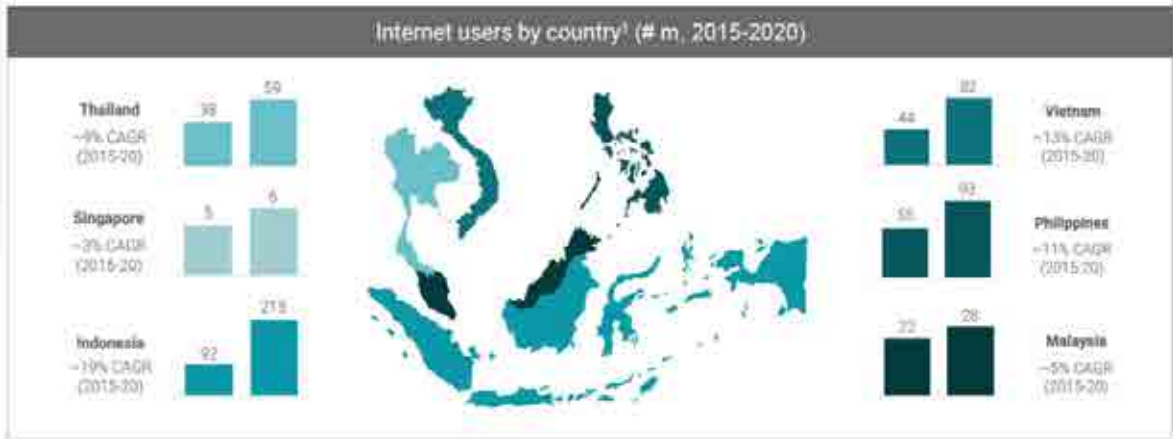 Internet users by country¹ (# m, 2015-2020)
Thailand
~9% CAGR
(2015-20)
38
59
Singapore
~3% CAGR
(2015-20)
5
6
Indonesia
~19% CAGR
(2015-20)
92
44
82
Vietnam
~13% CAGR
(2015-20)
55
93
Philippines
~11% CAGR
(2015-20)
22
28
Malaysia
~5% CAGR
(2015-20)